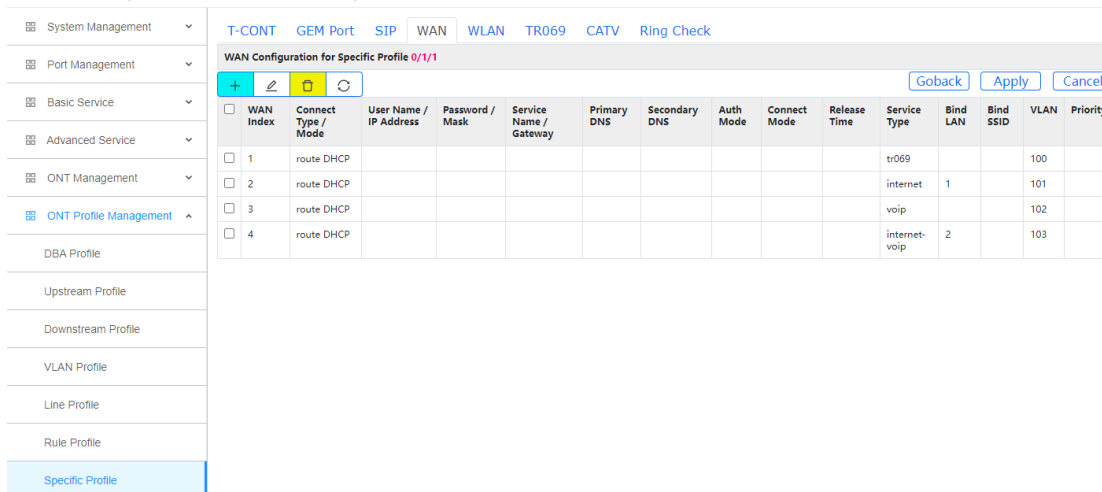 System Management
Port Management
Basic Service
Advanced Service
ONT Management
ONT Profile Management
DBA Profile
Upstream Profile
Downstream Profile
VLAN Profile
Line Profile
Rule Profile
Specific Profile
T-CONT GEM Port SIP WAN WLAN TR069 CATV Ring Check
WAN Configuration for Specific Profile 0/1/1
Goback Apply Cancel
WAN Index Connect Type / Mode User Name / IP Address Password / Mask Service Name / Gateway Primary DNS Secondary DNS Auth Mode Connect Mode Release Time Service Type Bind LAN Bind SSID VLAN Priority
1 route DHCP tr069 100
2 route DHCP internet 1 101
3 route DHCP voip 102
4 route DHCP internet-voip 2 103